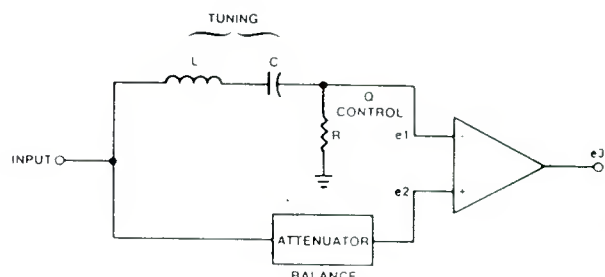 TUNING
L C
Q
CONTROL
R
e1
-
e3
INPUT
e2
+
ATTENUATOR
BALANCE